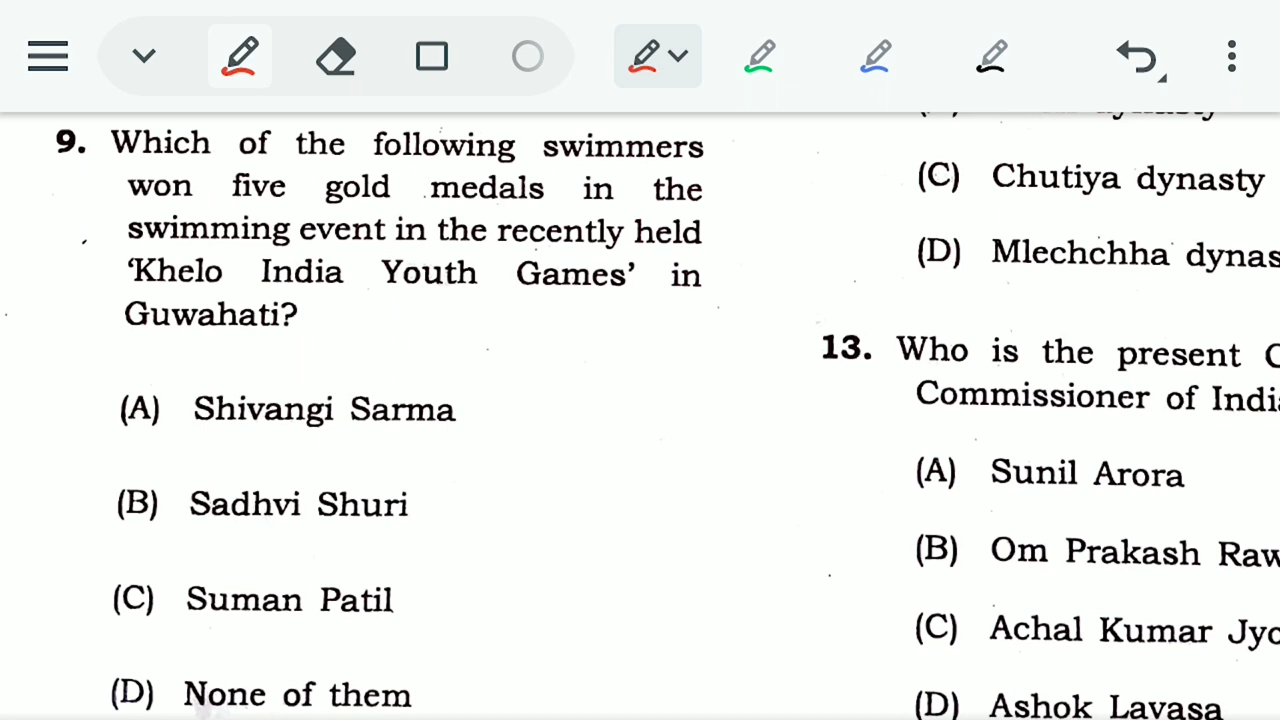 9. Which of the following swimmers
won five gold medals in the
swimming event in the recently held
‘Khelo India Youth Games’ in
Guwahati?
(A) Shivangi Sarma
(B) Sadhvi Shuri
(C) Suman Patil
(D) None of them
(C) Chutiya dynasty
(D) Mlechchha dynas
13. Who is the present C
Commissioner of Indi
(A) Sunil Arora
(B) Om Prakash Raw
(C) Achal Kumar Jyo
(D) Ashok Lavasa